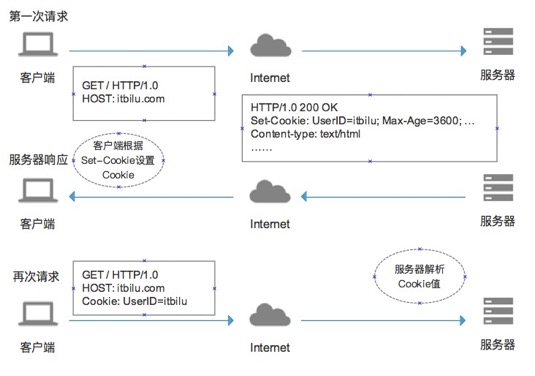 第一次请求
客户端
Internet
服务器
GET / HTTP/1.0
HOST: itbilu.com
HTTP/1.0 200 OK
Set-Cookie: UserID=itbilu; Max-Age=3600; …
Content-type: text/html
……
服务器响应
客户端根据
Set-Cookie设置
Cookie
客户端
Internet
服务器
再次请求
GET / HTTP/1.0
HOST: itbilu.com
Cookie: UserID=itbilu
服务器解析
Cookie值
客户端
Internet
服务器